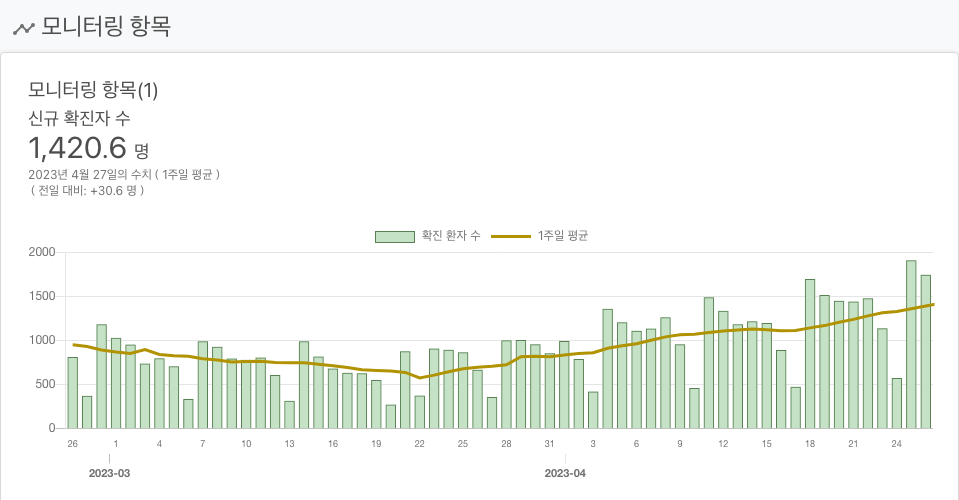 모니터링 항목
모니터링 항목(1)
신규 확진자 수
1,420.6 명
2023년 4월 27일의 수치 ( 1주일 평균 )
( 전일 대비: +30.6 명 )
확진 환자 수 1주일 평균
2000
1500
1000
500
0
26 1 4 7 10 13 16 19 22 25 28 31 3 6 9 12 15 18 21 24
2023-03 2023-04